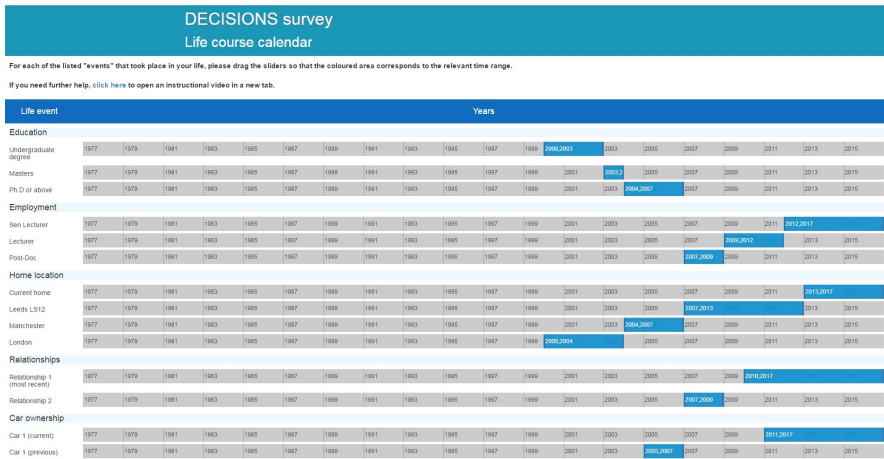 DECISIONS survey
Life course calendar
For each of the listed "events" that took place in your life, please drag the sliders so that the coloured area corresponds to the relevant time range.
If you need further help, click here to open an instructional video in a new tab.
Life event Years
Education
Undergraduate degree 1977 1979 1981 1983 1985 1987 1989 1991 1993 1995 1997 1999 2000,2003 2003 2005 2007 2009 2011 2013 2015
Masters 1977 1979 1981 1983 1985 1987 1989 1991 1993 1995 1997 1999 2001 2003,2 2005 2007 2009 2011 2013 2015
Ph.D or above 1977 1979 1981 1983 1985 1987 1989 1991 1993 1995 1997 1999 2001 2003 2004,2007 2007 2009 2011 2013 2015
Employment
Sen Lecturer 1977 1979 1981 1983 1985 1987 1989 1991 1993 1995 1997 1999 2001 2003 2005 2007 2009 2011 2012,2017
Lecturer 1977 1979 1981 1983 1985 1987 1989 1991 1993 1995 1997 1999 2001 2003 2005 2007 2009,2012 2013 2015
Post-Doc 1977 1979 1981 1983 1985 1987 1989 1991 1993 1995 1997 1999 2001 2003 2005 2007,2009 2009 2011 2013 2015
Home location
Current home 1977 1979 1981 1983 1985 1987 1989 1991 1993 1995 1997 1999 2001 2003 2005 2007 2009 2011 2013,2017
Leeds LS12 1977 1979 1981 1983 1985 1987 1989 1991 1993 1995 1997 1999 2001 2003 2005 2007,2013 2013 2015
Manchester 1977 1979 1981 1983 1985 1987 1989 1991 1993 1995 1997 1999 2001 2003 2004,2007 2007 2009 2011 2013 2015
London 1977 1979 1981 1983 1985 1987 1989 1991 1993 1995 1997 1999 2000,2004 2005 2007 2009 2011 2013 2015
Relationships
Relationship 1 (most recent) 1977 1979 1981 1983 1985 1987 1989 1991 1993 1995 1997 1999 2001 2003 2005 2007 2009 2010,2017
Relationship 2 1977 1979 1981 1983 1985 1987 1989 1991 1993 1995 1997 1999 2001 2003 2005 2007,2009 2009 2011 2013 2015
Car ownership
Car 1 (current) 1977 1979 1981 1983 1985 1987 1989 1991 1993 1995 1997 1999 2001 2003 2005 2007 2009 2011,2017
Car 1 (previous) 1977 1979 1981 1983 1985 1987 1989 1991 1993 1995 1997 1999 2001 2003 2005,2007 2007 2009 2011 2013 2015